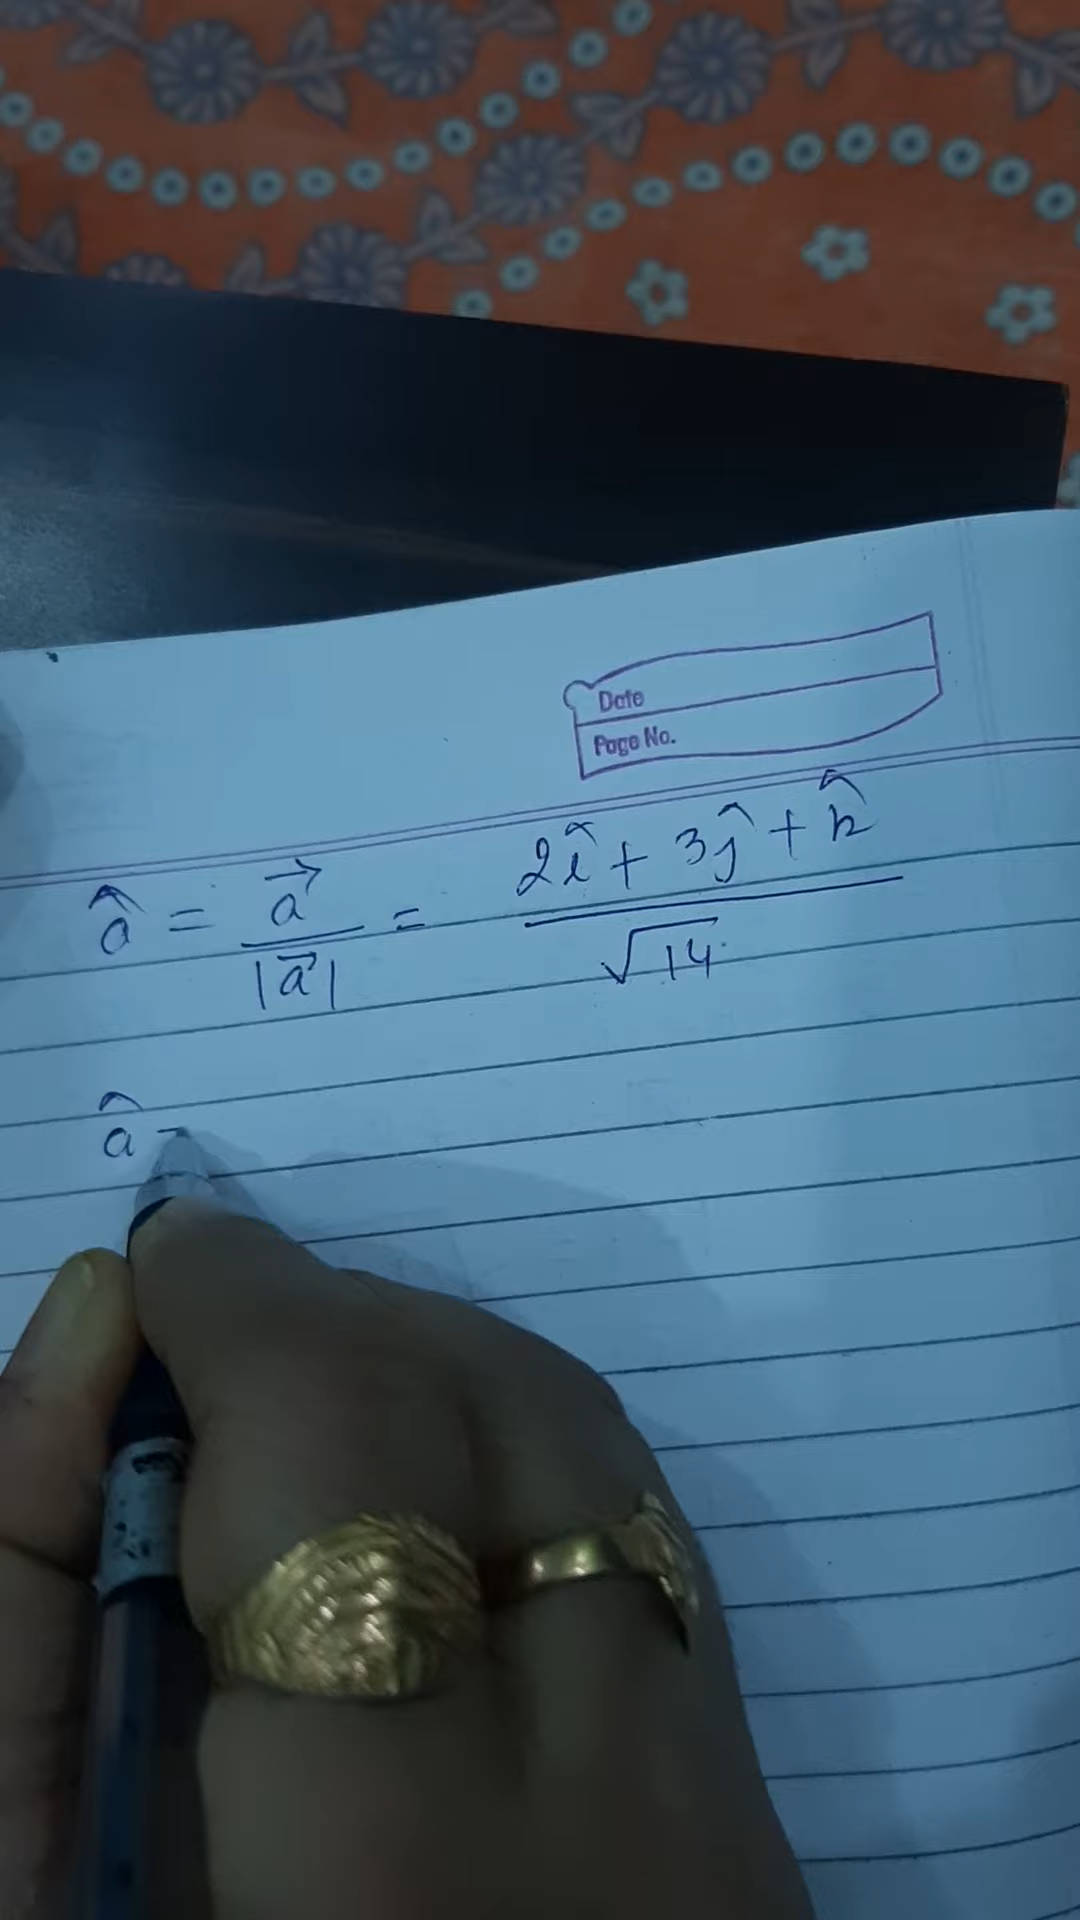 Date
Page No.
â = a⃗ / |a⃗| = 2î + 3ĵ + k̂ / √14
â -